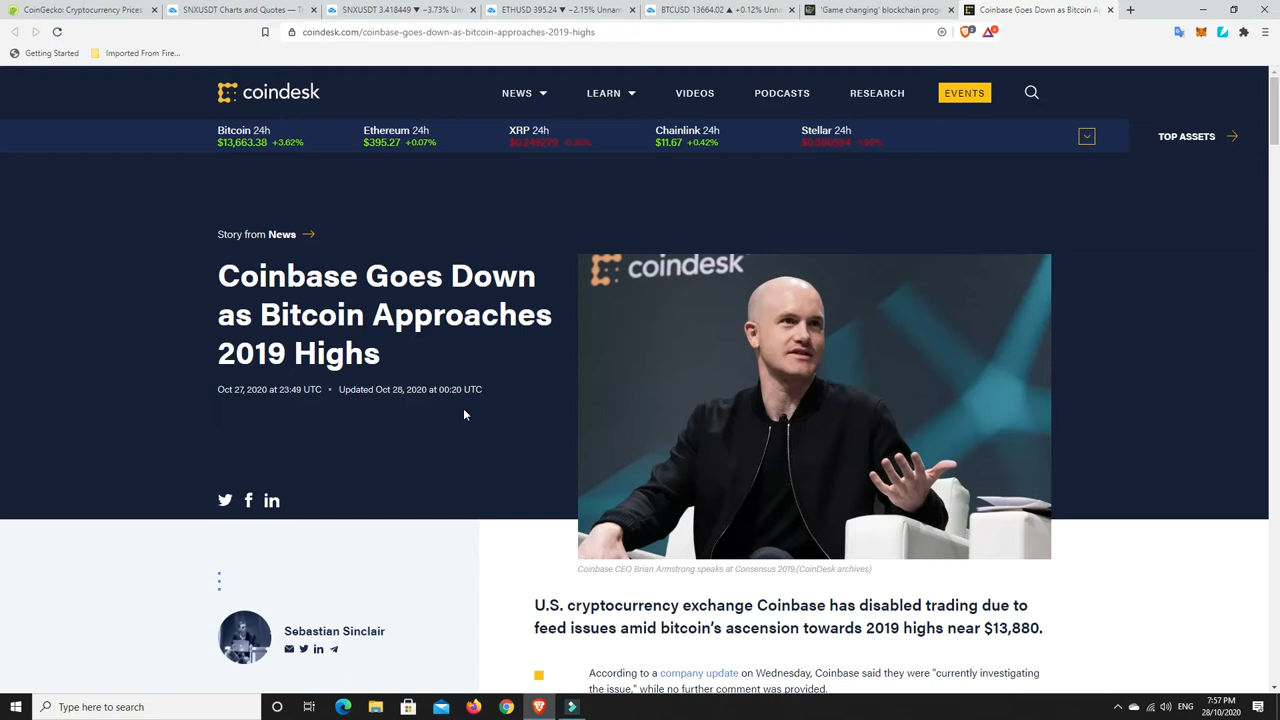 CoinGecko: Cryptocurrency Prices
SNXUSDT Charts and Quotes — T
SNXUSDT 3.418449 ▼ −3.73% Un
ETHUSD 395.24 ▼ −2.15% Unnam
BTCUSD 13664.02 ▲ +0.12% Unna
'Game changing' blockchain prog
Coinbase Goes Down as Bitcoin Ap
coindesk.com/coinbase-goes-down-as-bitcoin-approaches-2019-highs
Getting Started
Imported From Fire...
coindesk
NEWS
LEARN
VIDEOS
PODCASTS
RESEARCH
EVENTS
Bitcoin 24h
$13,663.38 +3.62%
Ethereum 24h
$395.27 +0.07%
XRP 24h
Chainlink 24h
$11.67 +0.42%
Stellar 24h
TOP ASSETS
Story from News
Coinbase Goes Down
as Bitcoin Approaches
2019 Highs
Oct 27, 2020 at 23:49 UTC • Updated Oct 28, 2020 at 00:20 UTC
coindesk
Coinbase CEO Brian Armstrong speaks at Consensus 2019.(CoinDesk archives)
Sebastian Sinclair
U.S. cryptocurrency exchange Coinbase has disabled trading due to
feed issues amid bitcoin's ascension towards 2019 highs near $13,880.
According to a company update on Wednesday, Coinbase said they were "currently investigating
the issue," while no further comment was provided.
Type here to search
ENG
7:57 PM
28/10/2020